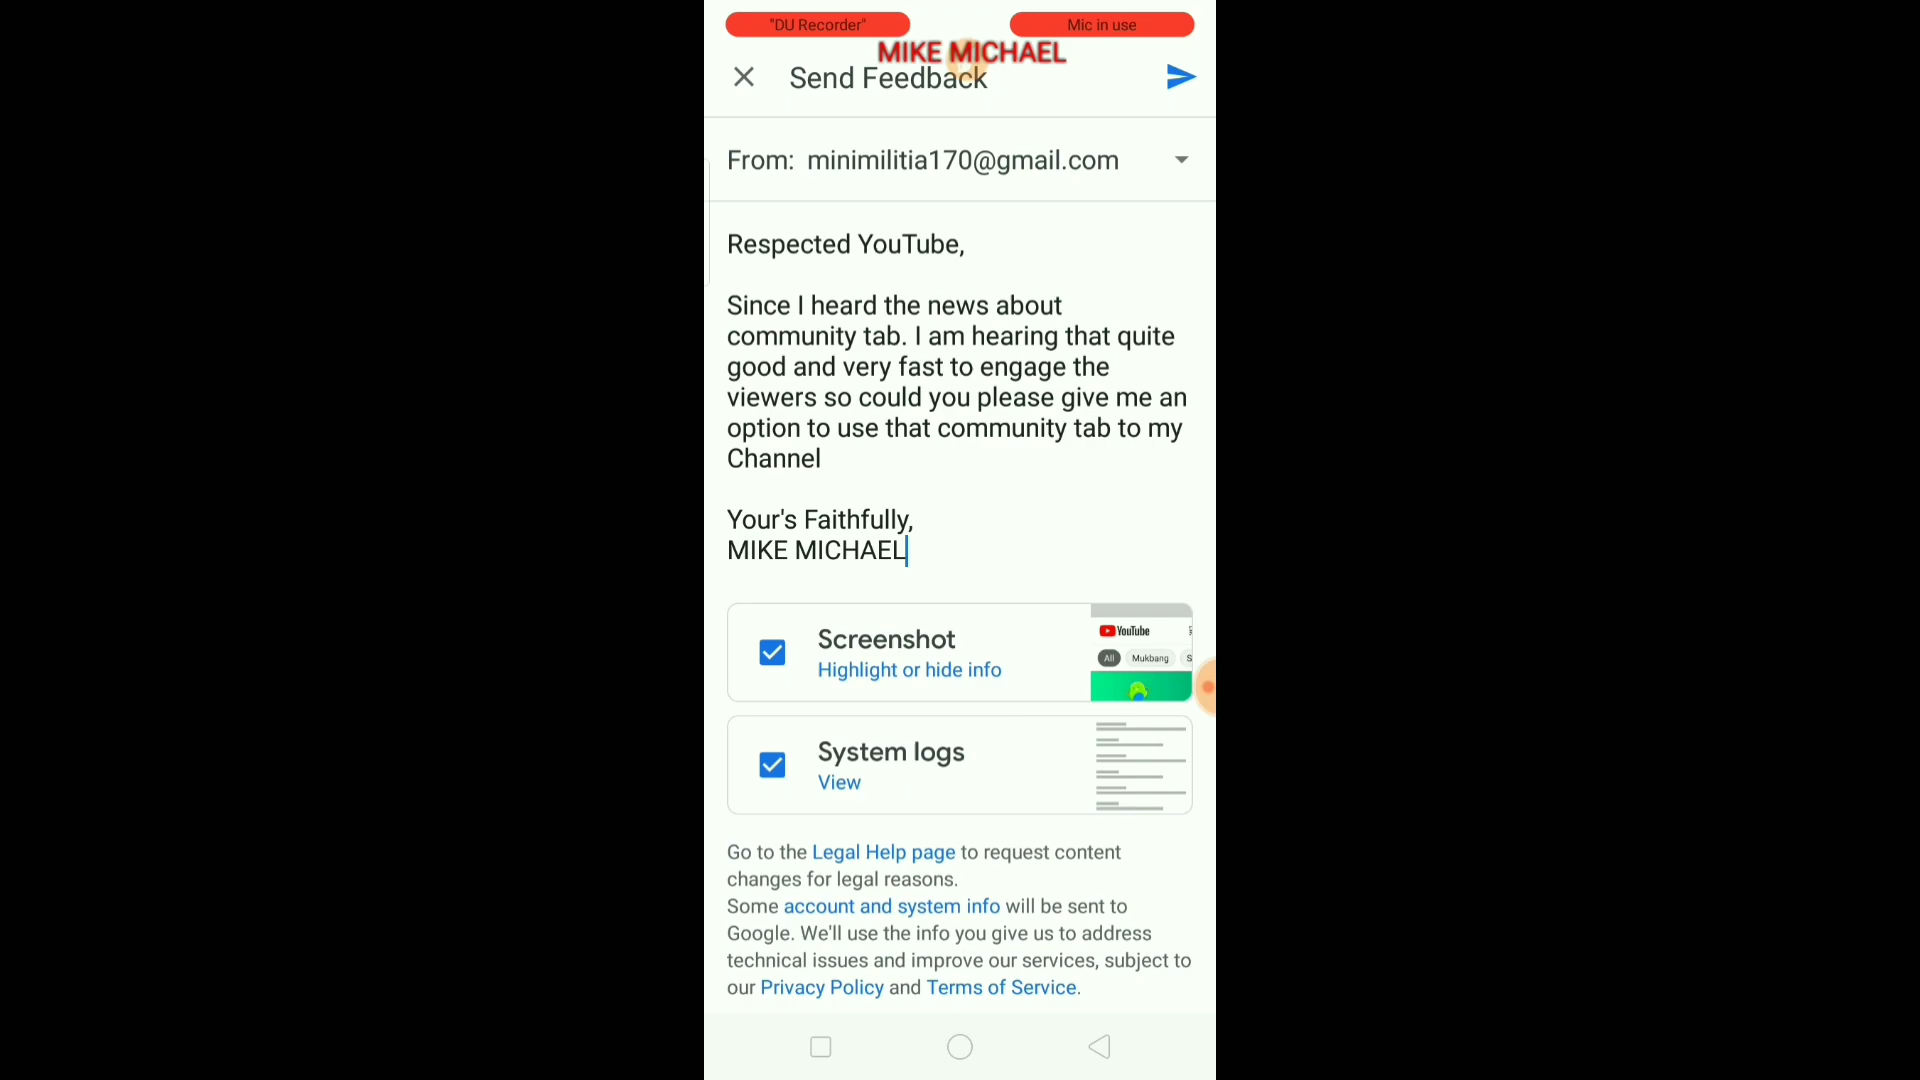 "DU Recorder" Mic in use
MIKE MICHAEL
Send Feedback
From: minimilitia170@gmail.com
Respected YouTube,
Since I heard the news about
community tab. I am hearing that quite
good and very fast to engage the
viewers so could you please give me an
option to use that community tab to my
Channel
Your's Faithfully,
MIKE MICHAEL
Screenshot
Highlight or hide info
YouTube
All Mukbang S
System logs
View
Go to the Legal Help page to request content
changes for legal reasons.
Some account and system info will be sent to
Google. We'll use the info you give us to address
technical issues and improve our services, subject to
our Privacy Policy and Terms of Service.